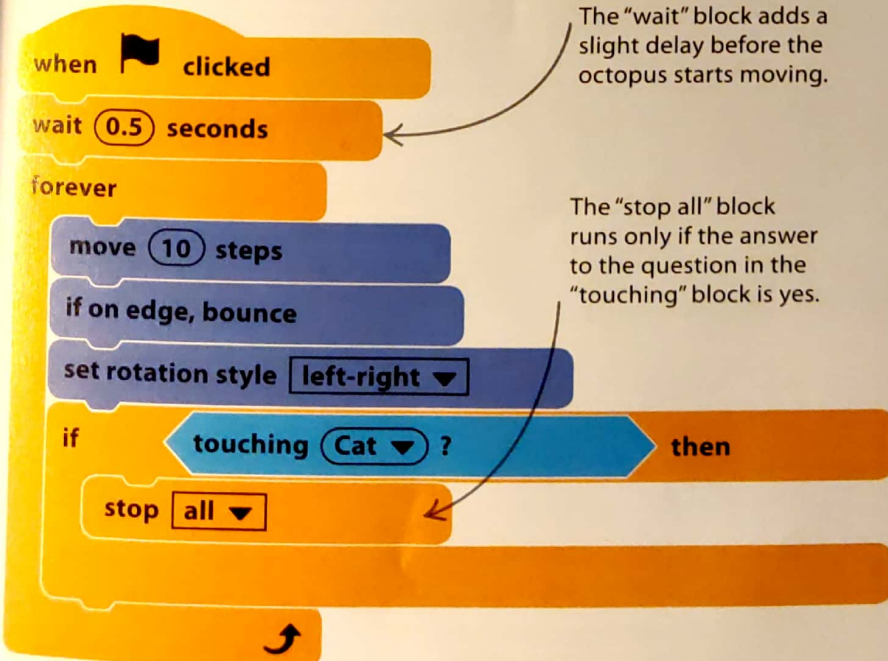 The "wait" block adds a
slight delay before the
octopus starts moving.
when clicked
wait 0.5 seconds
forever
move 10 steps
if on edge, bounce
set rotation style left-right
if touching Cat ? then
stop all
The "stop all" block
runs only if the answer
to the question in the
"touching" block is yes.